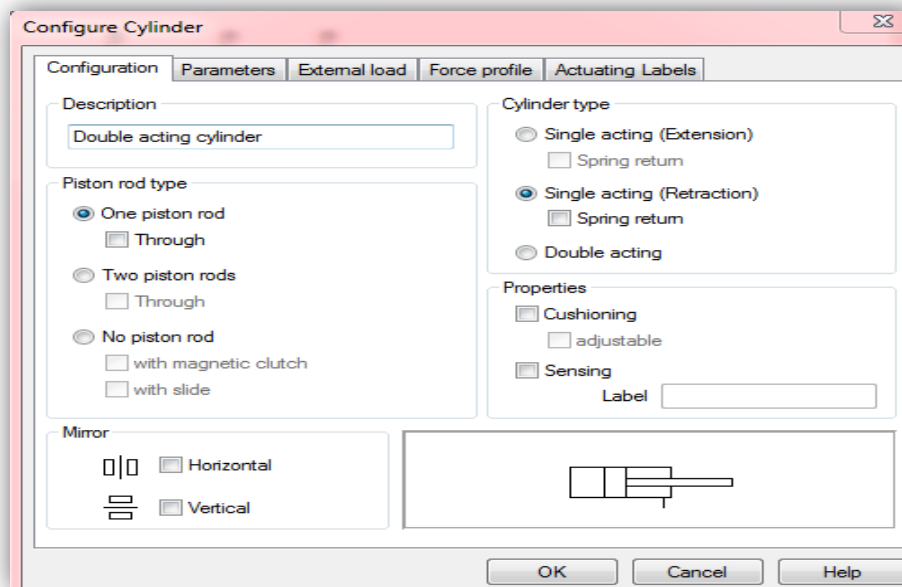 Configure Cylinder
Configuration Parameters External load Force profile Actuating Labels
Description
Double acting cylinder
Piston rod type
One piston rod
Through
Two piston rods
Through
No piston rod
with magnetic clutch
with slide
Cylinder type
Single acting (Extension)
Spring return
Single acting (Retraction)
Spring return
Double acting
Properties
Cushioning
adjustable
Sensing
Label
Mirror
Horizontal
Vertical
OK Cancel Help